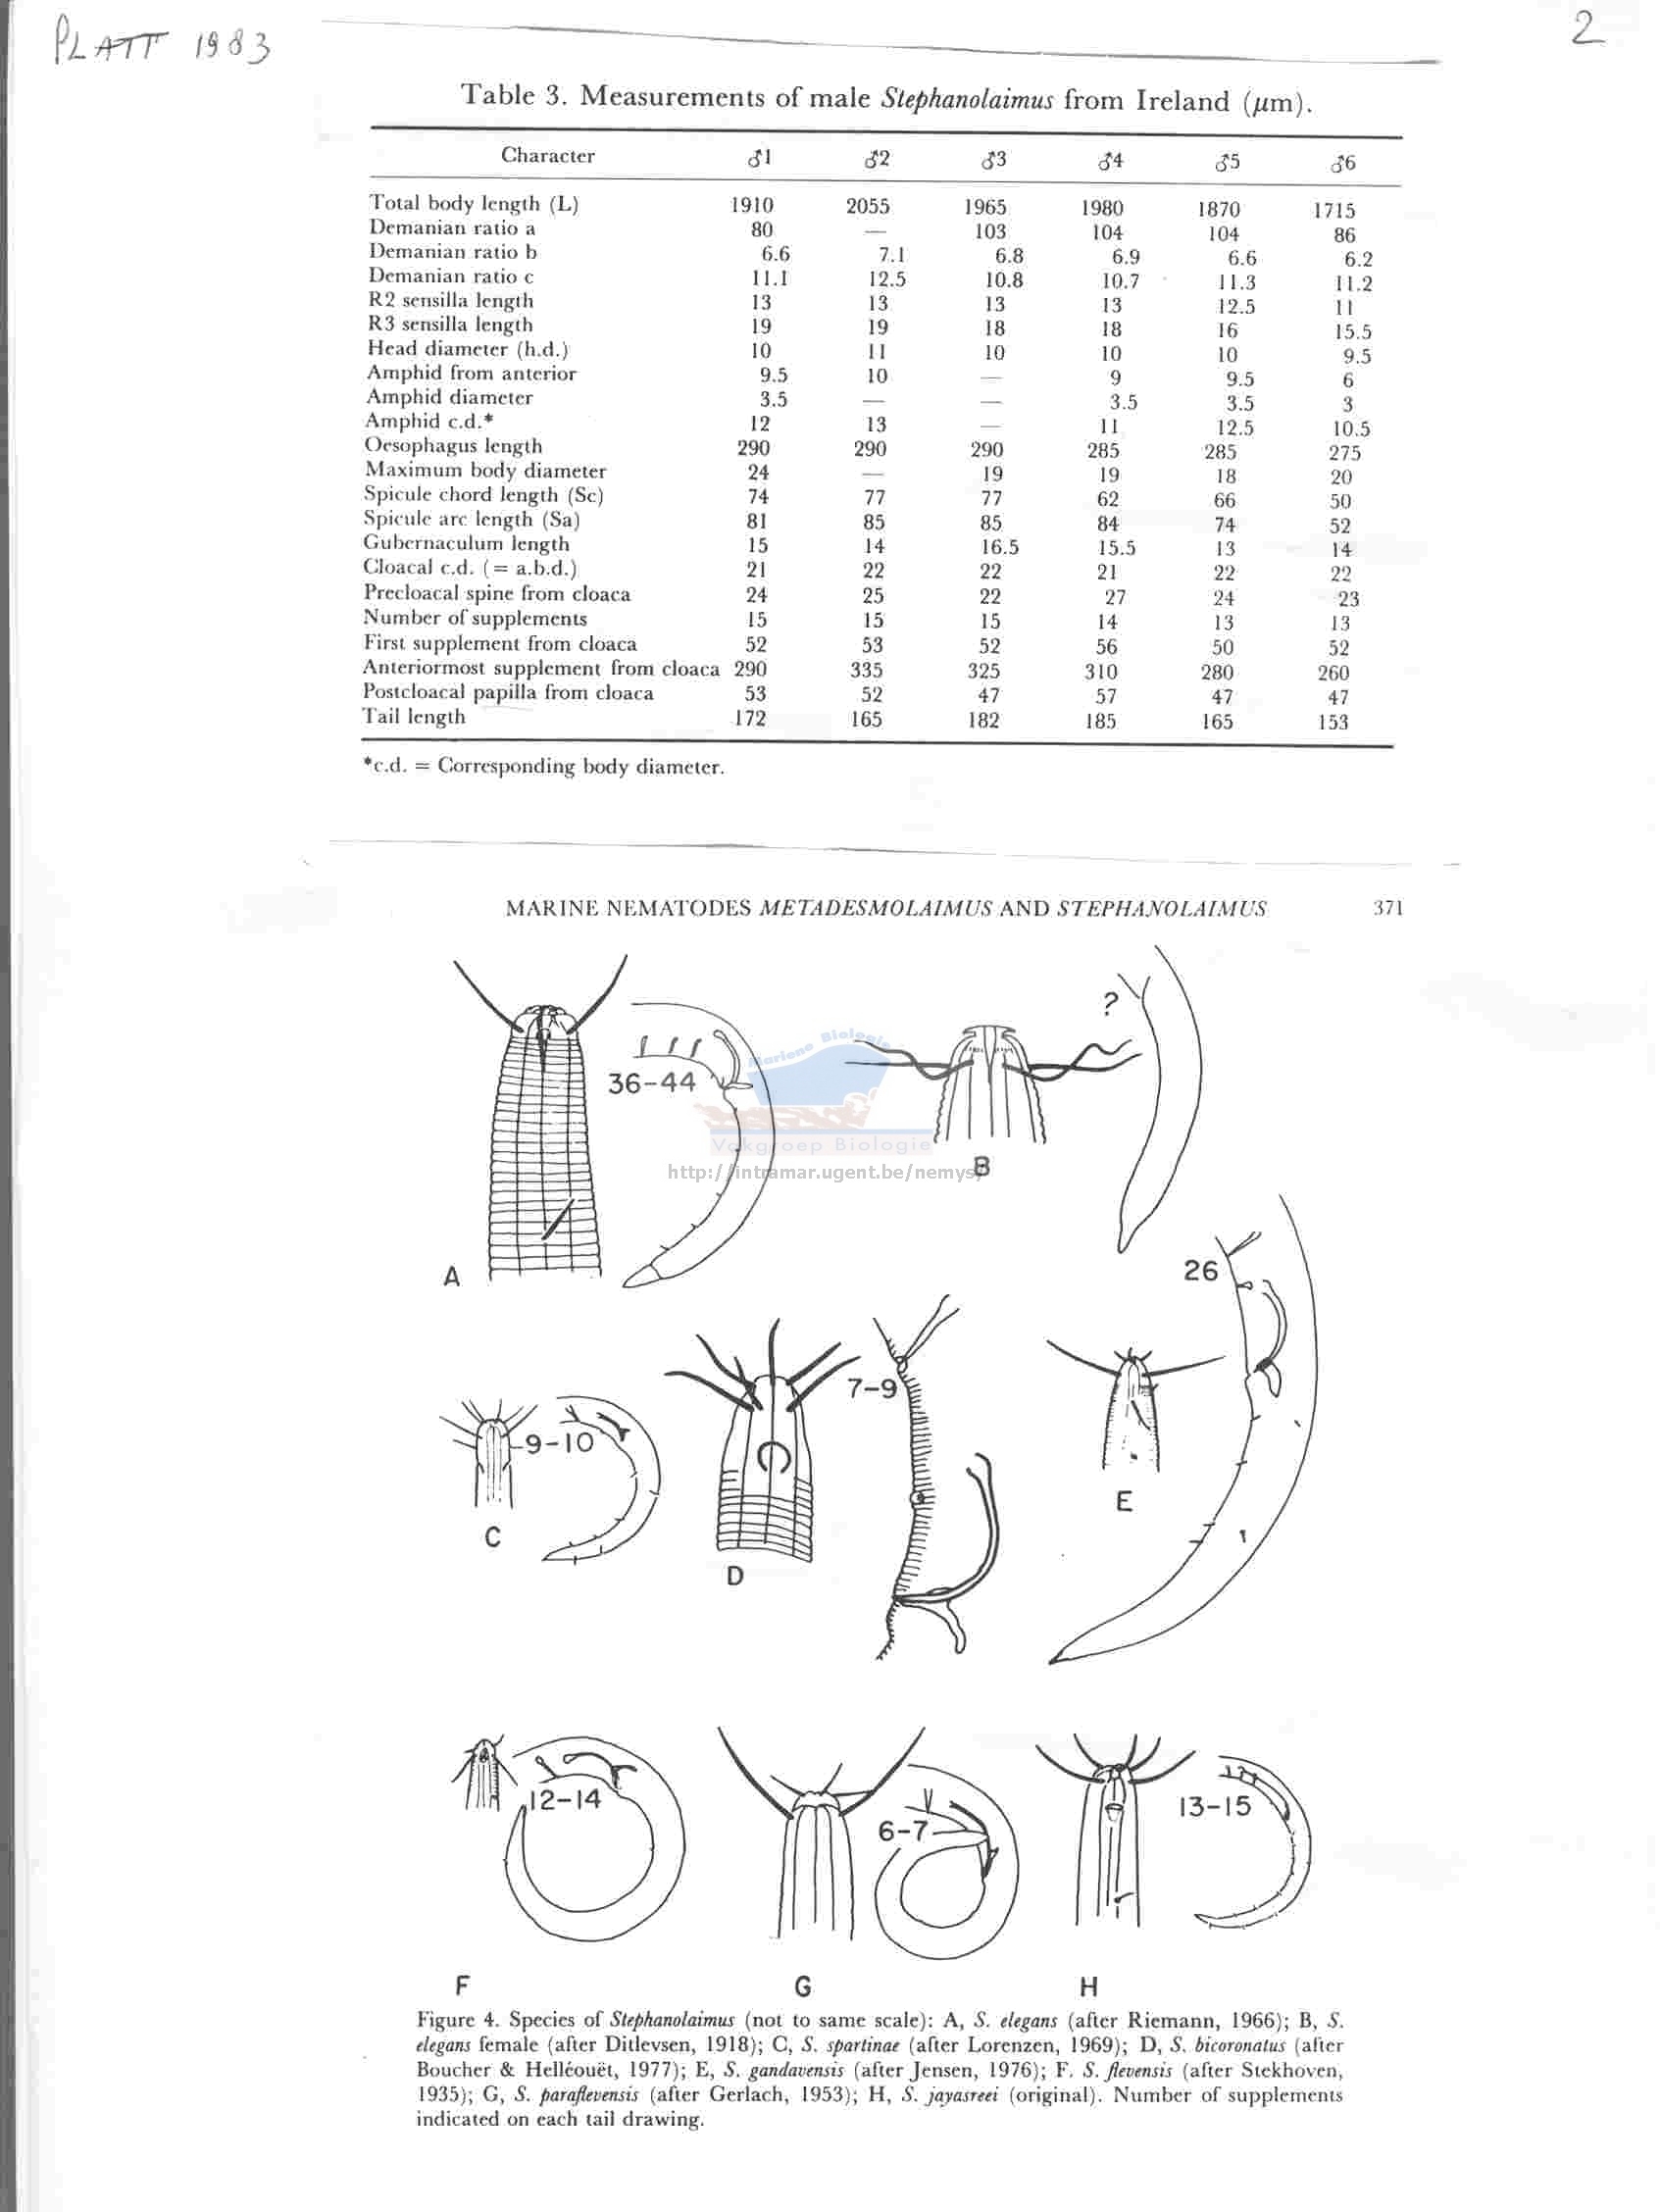 PLATT 1983
2
Table 3. Measurements of male Stephanolaimus from Ireland (μm).
Character ♂1 ♂2 ♂3 ♂4 ♂5 ♂6
Total body length (L) 1910 2055 1965 1980 1870 1715
Demanian ratio a 80 — 103 104 104 86
Demanian ratio b 6.6 7.1 6.8 6.9 6.6 6.2
Demanian ratio c 11.1 12.5 10.8 10.7 11.3 11.2
R2 sensilla length 13 13 13 13 12.5 11
R3 sensilla length 19 19 18 18 16 15.5
Head diameter (h.d.) 10 11 10 10 10 9.5
Amphid from anterior 9.5 10 — 9 9.5 6
Amphid diameter 3.5 — — 3.5 3.5 3
Amphid c.d.* 12 13 — 11 12.5 10.5
Oesophagus length 290 290 290 285 285 275
Maximum body diameter 24 — 19 19 18 20
Spicule chord length (Sc) 74 77 77 62 66 50
Spicule arc length (Sa) 81 85 85 84 74 52
Gubernaculum length 15 14 16.5 15.5 13 14
Cloacal c.d. (= a.b.d.) 21 22 22 21 22 22
Precloacal spine from cloaca 24 25 22 27 24 23
Number of supplements 15 15 15 14 13 13
First supplement from cloaca 52 53 52 56 50 52
Anteriormost supplement from cloaca 290 335 325 310 280 260
Postcloacal papilla from cloaca 53 52 47 57 47 47
Tail length 172 165 182 185 165 153
*c.d. = Corresponding body diameter.
MARINE NEMATODES METADESMOLAIMUS AND STEPHANOLAIMUS 371
?
36-44
Mariene Biologie
Vakgroep Biologie
http://intramar.ugent.be/nemys/
B
A
26
7-9
9-10
E
C
D
12-14
6-7
13-15
F G H
Figure 4. Species of Stephanolaimus (not to same scale): A, S. elegans (after Riemann, 1966); B, S.
elegans female (after Ditlevsen, 1918); C, S. spartinae (after Lorenzen, 1969); D, S. bicoronatus (after
Boucher & Helléouët, 1977); E, S. gandavensis (after Jensen, 1976); F. S. flevensis (after Stekhoven,
1935); G, S. paraflevensis (after Gerlach, 1953); H, S. jayasreei (original). Number of supplements
indicated on each tail drawing.